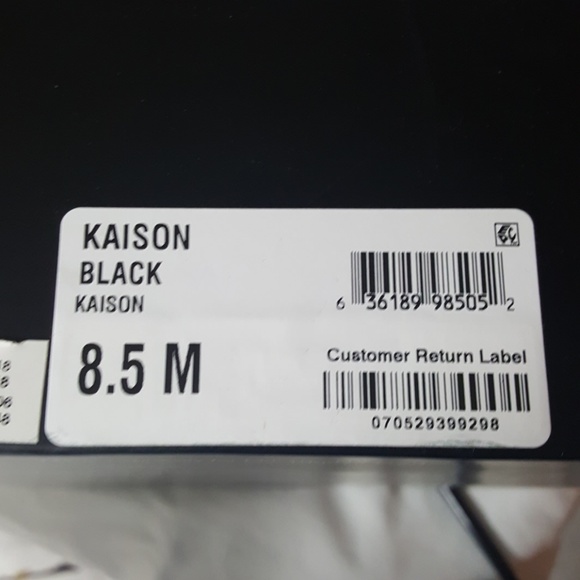 KAISON
BLACK
KAISON
8.5 M
6 36189 98505 2
Customer Return Label
070529399298